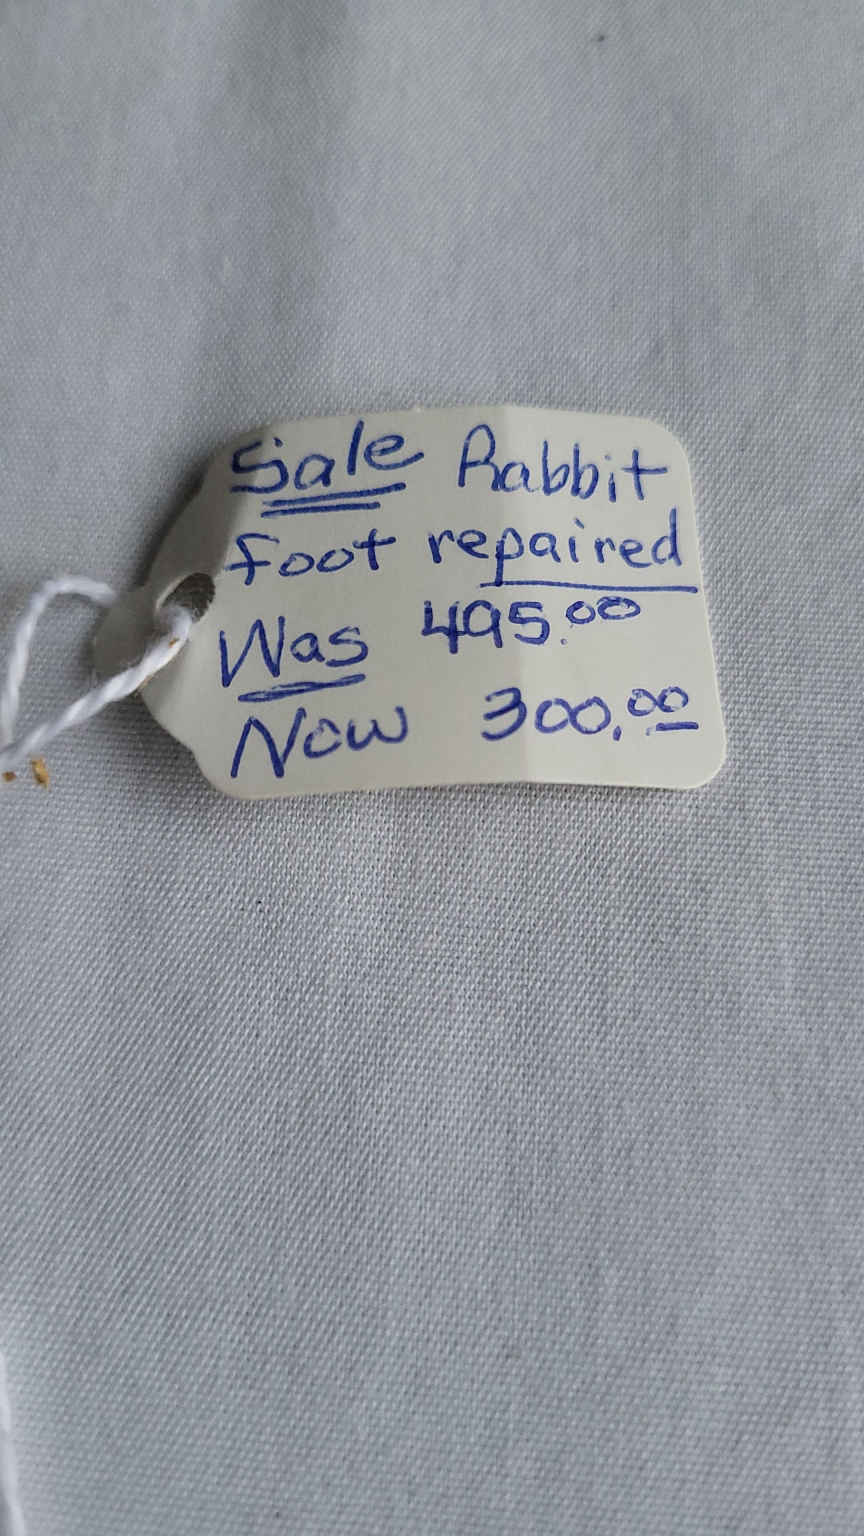 Sale Rabbit
foot repaired
Was 495.00
Now 300.00